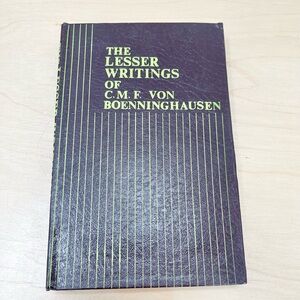 THE
LESSER
WRITINGS
OF
C. M. F. VON
BOENNINGHAUSEN